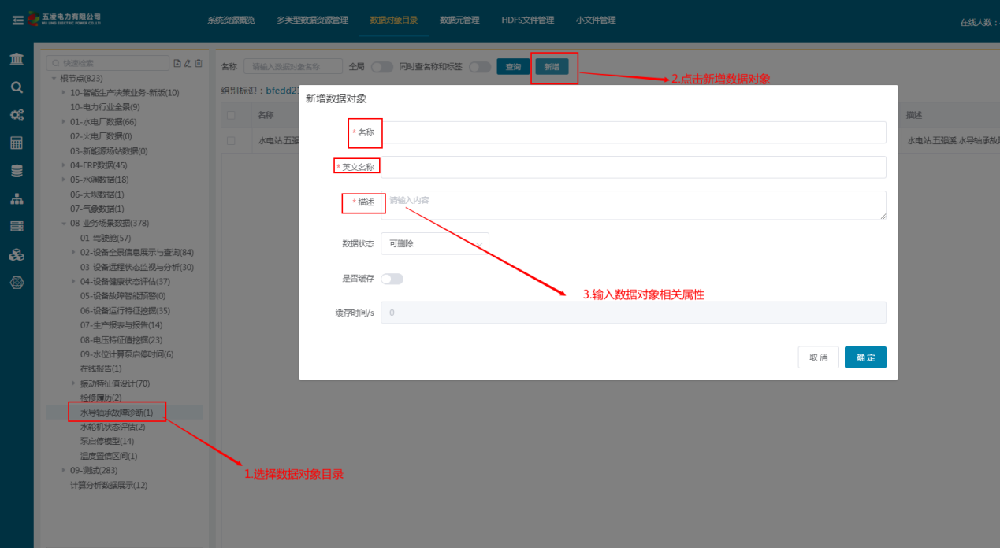 五凌电力有限公司
WU LING ELECTRIC POWER CO.,LTD
系统资源概览
多类型数据资源管理
数据对象目录
数据元管理
HDFS文件管理
小文件管理
在线人数：
快速检索
根节点(823)
10-智能生产决策业务-新版(10)
10-电力行业全景(9)
01-水电厂数据(66)
02-火电厂数据(0)
03-新能源场站数据(0)
04-ERP数据(45)
05-水调数据(18)
06-大坝数据(1)
07-气象数据(1)
08-业务场景数据(378)
01-驾驶舱(57)
02-设备全景信息展示与查询(84)
03-设备远程状态监视与分析(30)
04-设备健康状态评估(37)
05-设备故障智能预警(0)
06-设备运行特征挖掘(35)
07-生产报表与报告(14)
08-电压特征值挖掘(23)
09-水位计算泵启停时间(6)
在线报告(1)
振动特征值设计(70)
检修履历(2)
水导轴承故障诊断(1)
水轮机状态评估(2)
泵启停模型(14)
温度置信区间(1)
09-测试(283)
计算分析数据展示(12)
1.选择数据对象目录
名称
请输入数据对象名称
全局
同时查名称和标签
查询
新增
2.点击新增数据对象
组别标识：bfedd2
名称
描述
水电站.五强
水电站.五强溪.水导轴承故障
新增数据对象
* 名称
* 英文名称
* 描述
请输入内容
数据状态
可删除
是否缓存
3.输入数据对象相关属性
缓存时间/s
0
取消
确定